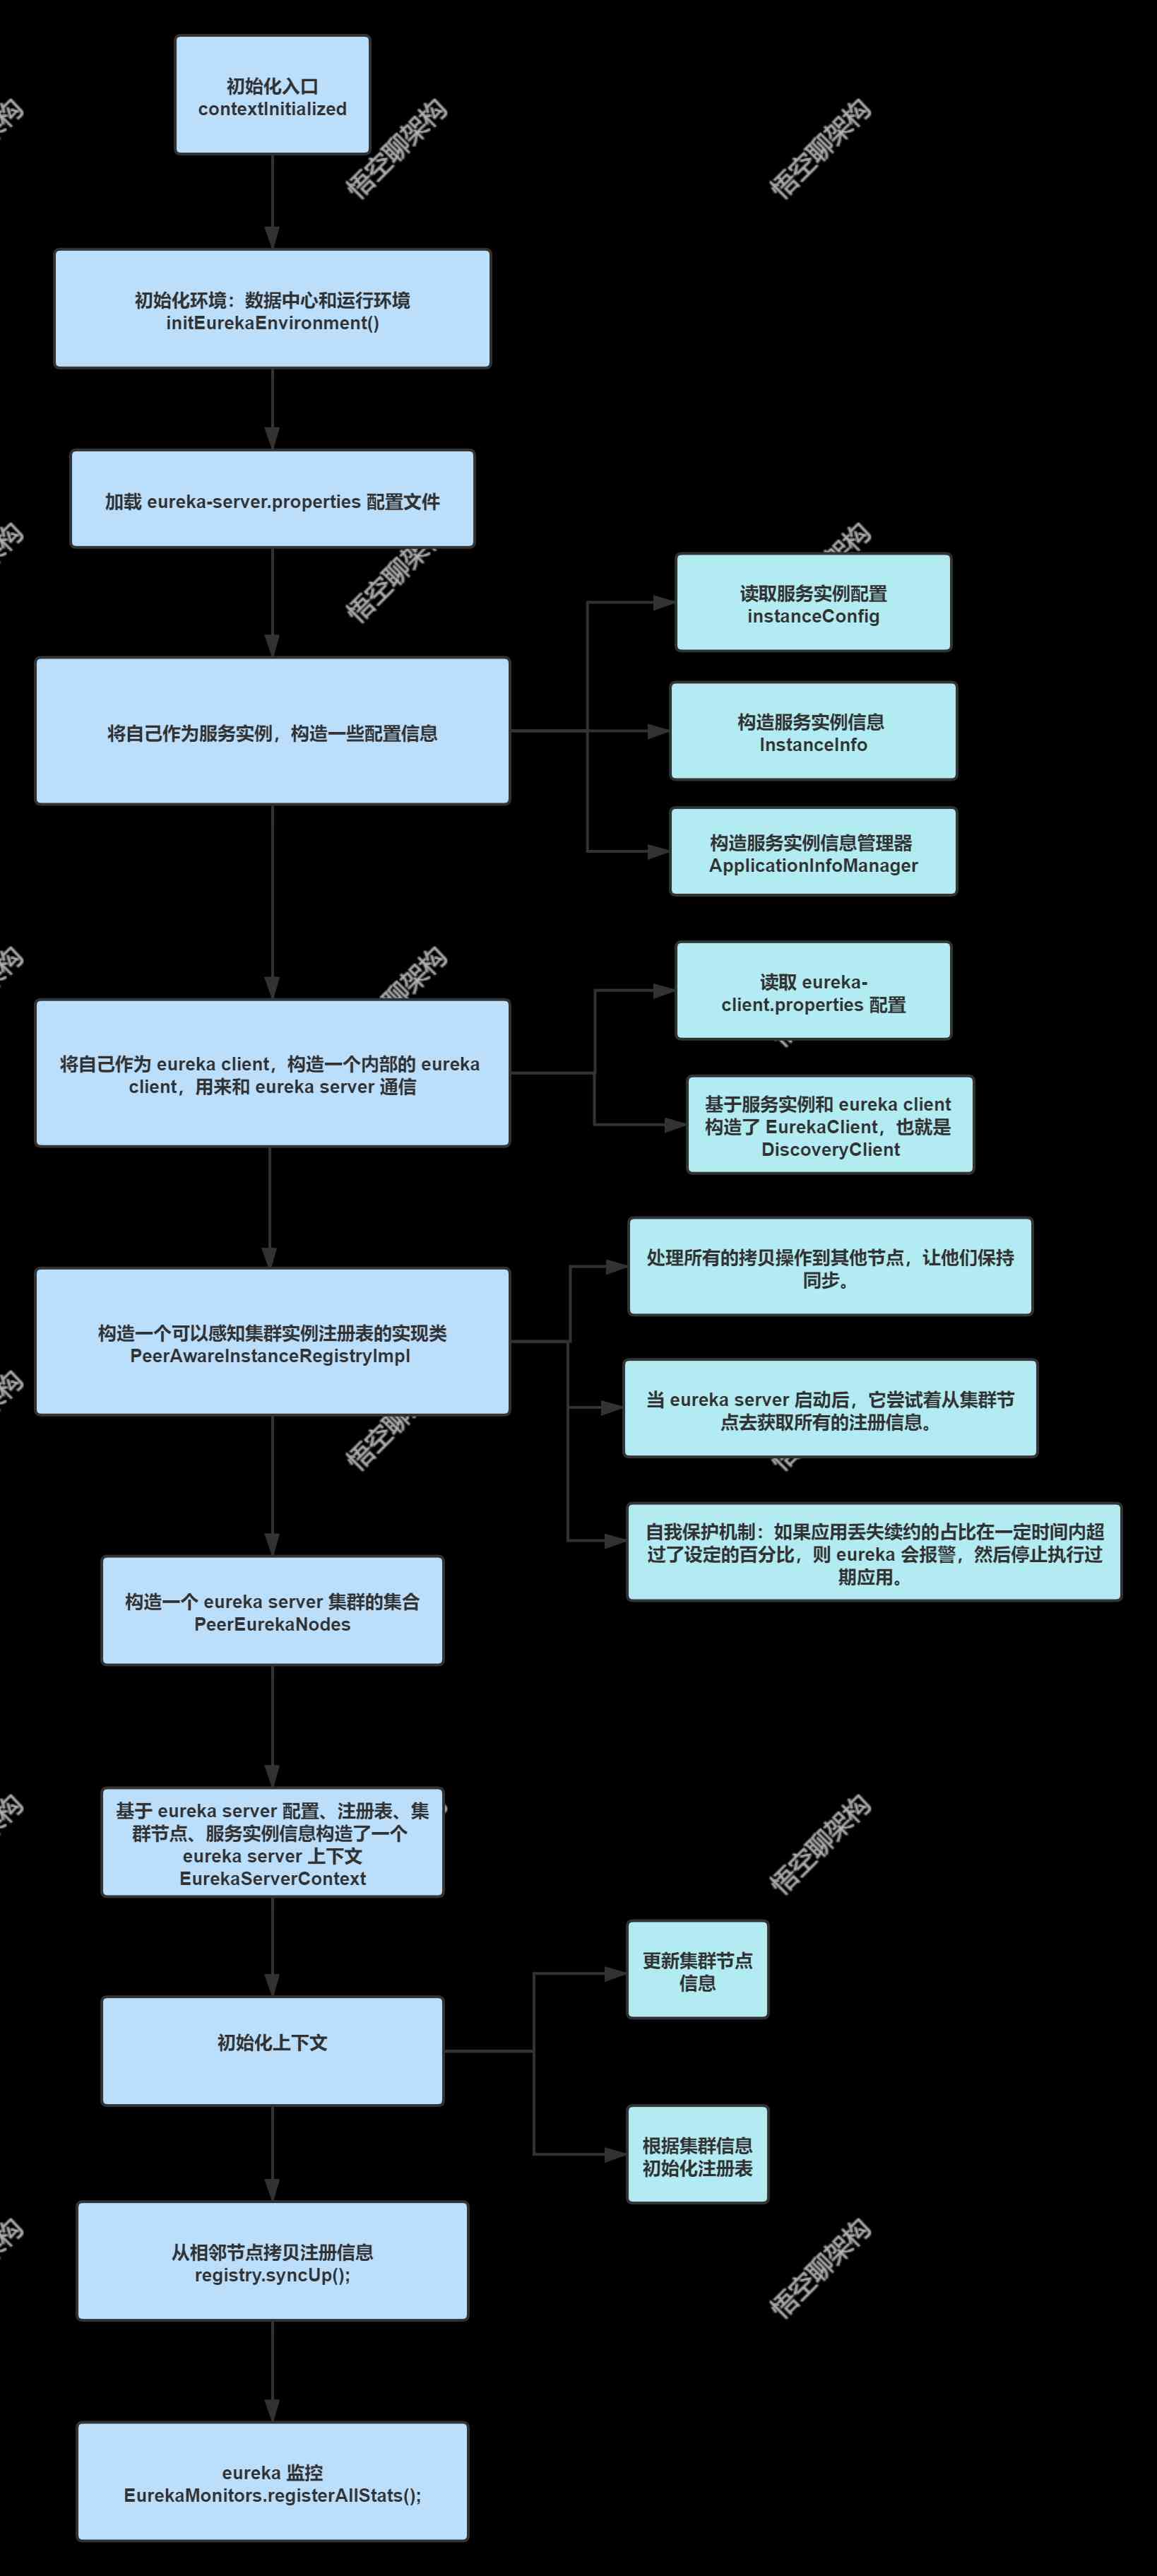 初始化入口
contextInitialized
悟空聊架构
悟空聊架构
初始化环境：数据中心和运行环境
initEurekaEnvironment()
加载 eureka-server.properties 配置文件
将自己作为服务实例，构造一些配置信息
读取服务实例配置
instanceConfig
构造服务实例信息
InstanceInfo
构造服务实例信息管理器
ApplicationInfoManager
将自己作为 eureka client，构造一个内部的 eureka
client，用来和 eureka server 通信
读取 eureka-
client.properties 配置
基于服务实例和 eureka client
构造了 EurekaClient，也就是
DiscoveryClient
构造一个可以感知集群实例注册表的实现类
PeerAwareInstanceRegistryImpl
处理所有的拷贝操作到其他节点，让他们保持
同步。
当 eureka server 启动后，它尝试着从集群节
点去获取所有的注册信息。
自我保护机制：如果应用丢失续约的占比在一定时间内超
过了设定的百分比，则 eureka 会报警，然后停止执行过
期应用。
构造一个 eureka server 集群的集合
PeerEurekaNodes
基于 eureka server 配置、注册表、集
群节点、服务实例信息构造了一个
eureka server 上下文
EurekaServerContext
悟空聊架构
初始化上下文
更新集群节点
信息
根据集群信息
初始化注册表
从相邻节点拷贝注册信息
registry.syncUp();
悟空聊架构
eureka 监控
EurekaMonitors.registerAllStats();